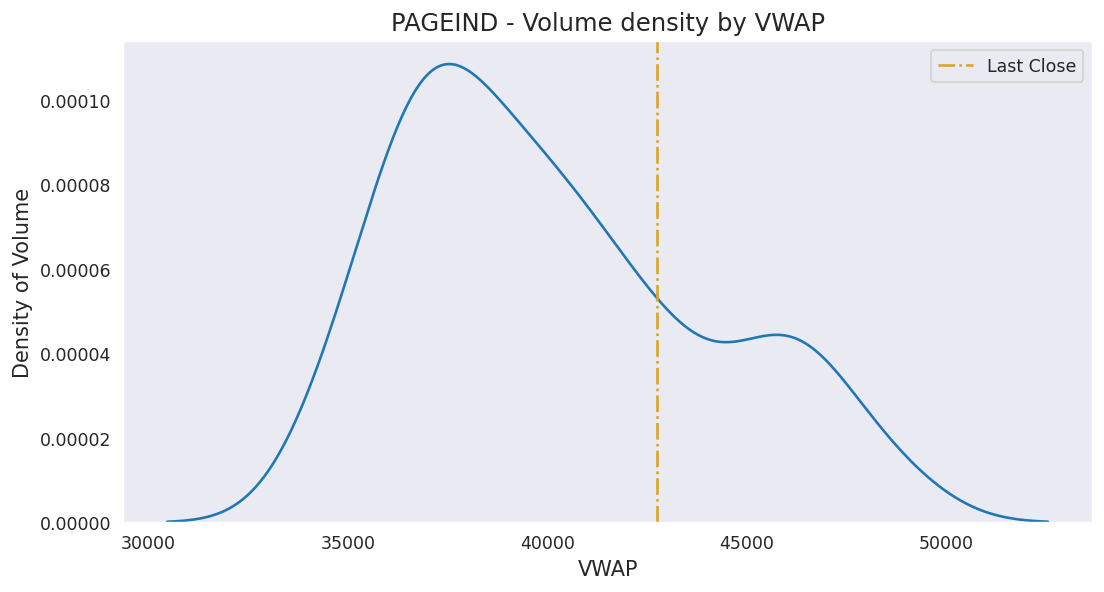 PAGEIND - Volume density by VWAP
Last Close
Density of Volume
0.00010
0.00008
0.00006
0.00004
0.00002
0.00000
30000
35000
40000
45000
50000
VWAP